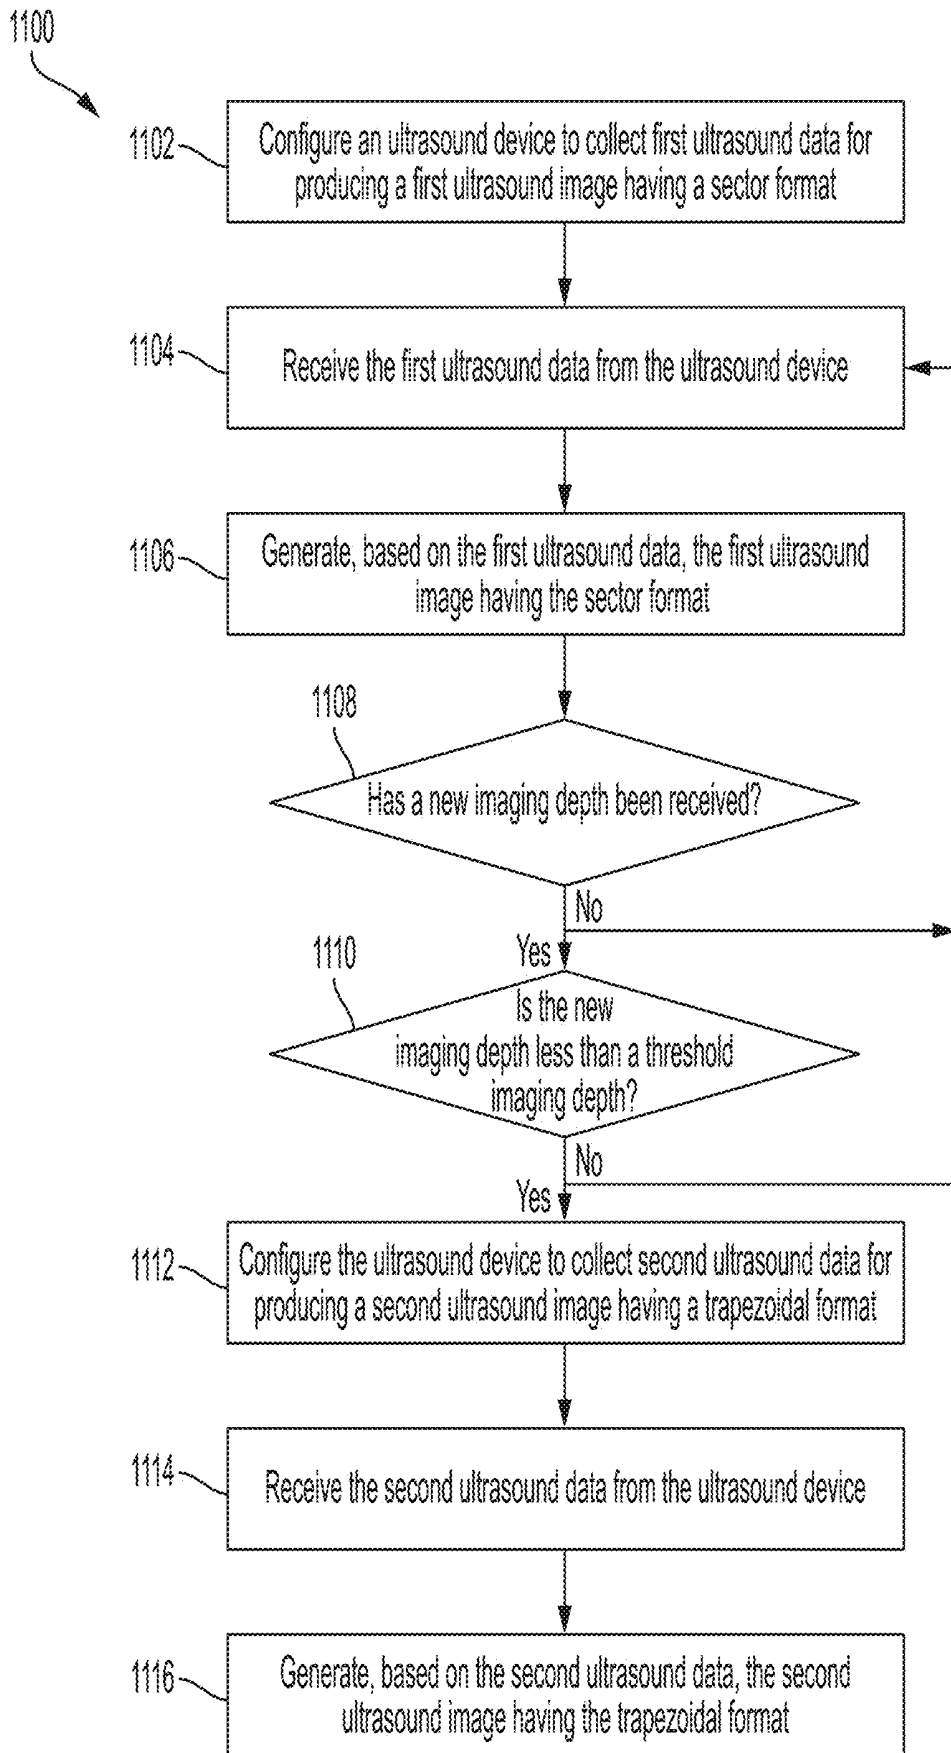 1100
1102
Configure an ultrasound device to collect first ultrasound data for
producing a first ultrasound image having a sector format
1104
Receive the first ultrasound data from the ultrasound device
1106
Generate, based on the first ultrasound data, the first ultrasound
image having the sector format
1108
Has a new imaging depth been received?
No
Yes
1110
Is the new
imaging depth less than a threshold
imaging depth?
No
Yes
1112
Configure the ultrasound device to collect second ultrasound data for
producing a second ultrasound image having a trapezoidal format
1114
Receive the second ultrasound data from the ultrasound device
1116
Generate, based on the second ultrasound data, the second
ultrasound image having the trapezoidal format